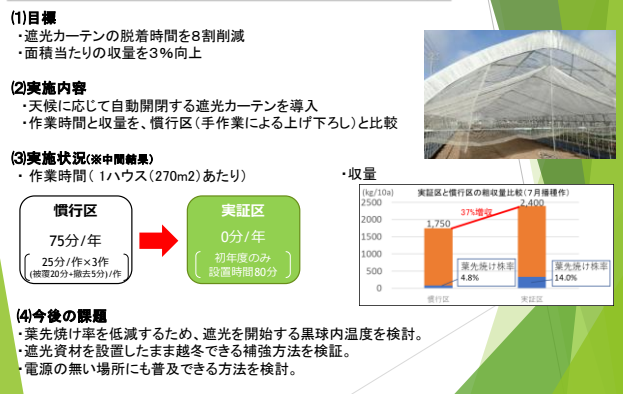 (1)目標
・遮光カーテンの脱着時間を８割削減
・面積当たりの収量を３％向上
(2)実施内容
・天候に応じて自動開閉する遮光カーテンを導入
・作業時間と収量を、慣行区（手作業による上げ下ろし）と比較
(3)実施状況(※中間結果)
・ 作業時間（ 1ハウス（270m2）あたり）
慣行区
75分/年
25分/作×3作
(被覆20分+撤去5分)/作
実証区
0分/年
初年度のみ
設置時間80分
・収量
(kg/10a)
実証区と慣行区の粗収量比較（７月播種作）
2500
2000
1500
1000
500
0
1,750
37%増収
2,400
葉先焼け株率
4.8%
葉先焼け株率
14.0%
慣行区
実証区
(4)今後の課題
・葉先焼け率を低減するため、遮光を開始する黒球内温度を検討。
・遮光資材を設置したまま越冬できる補強方法を検証。
・電源の無い場所にも普及できる方法を検討。